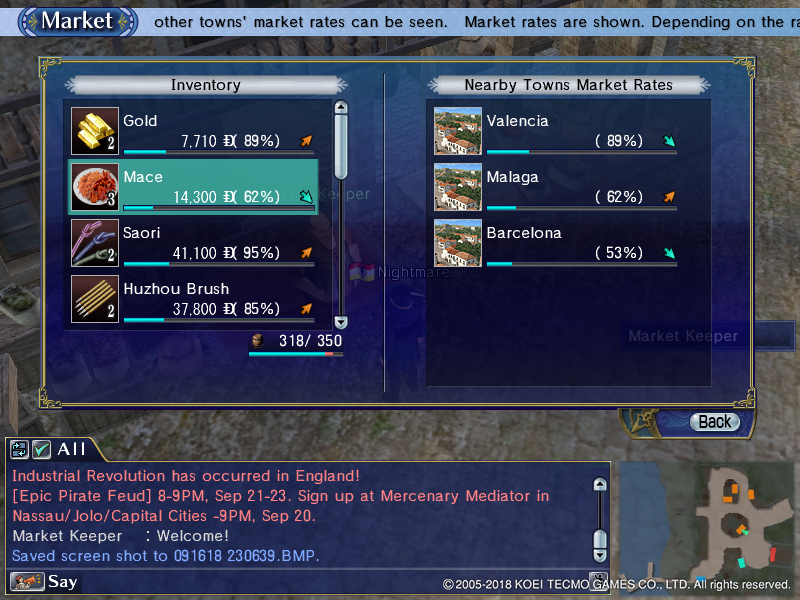 Market
other towns' market rates can be seen.   Market rates are shown. Depending on the ra
Inventory
Gold
2
7,710 D( 89%)
Mace
3
14,300 D( 62%)
Saori
2
41,100 D( 95%)
Huzhou Brush
2
37,800 D( 85%)
318/ 350
Nearby Towns Market Rates
Valencia
( 89%)
Malaga
( 62%)
Barcelona
( 53%)
Nightmare
Market Keeper
Back
All
Industrial Revolution has occurred in England!
[Epic Pirate Feud] 8-9PM, Sep 21-23. Sign up at Mercenary Mediator in
Nassau/Jolo/Capital Cities -9PM, Sep 20.
Market Keeper   : Welcome!
Saved screen shot to 091618 230639.BMP.
Say
©2005-2018 KOEI TECMO GAMES CO., LTD. All rights reserved.